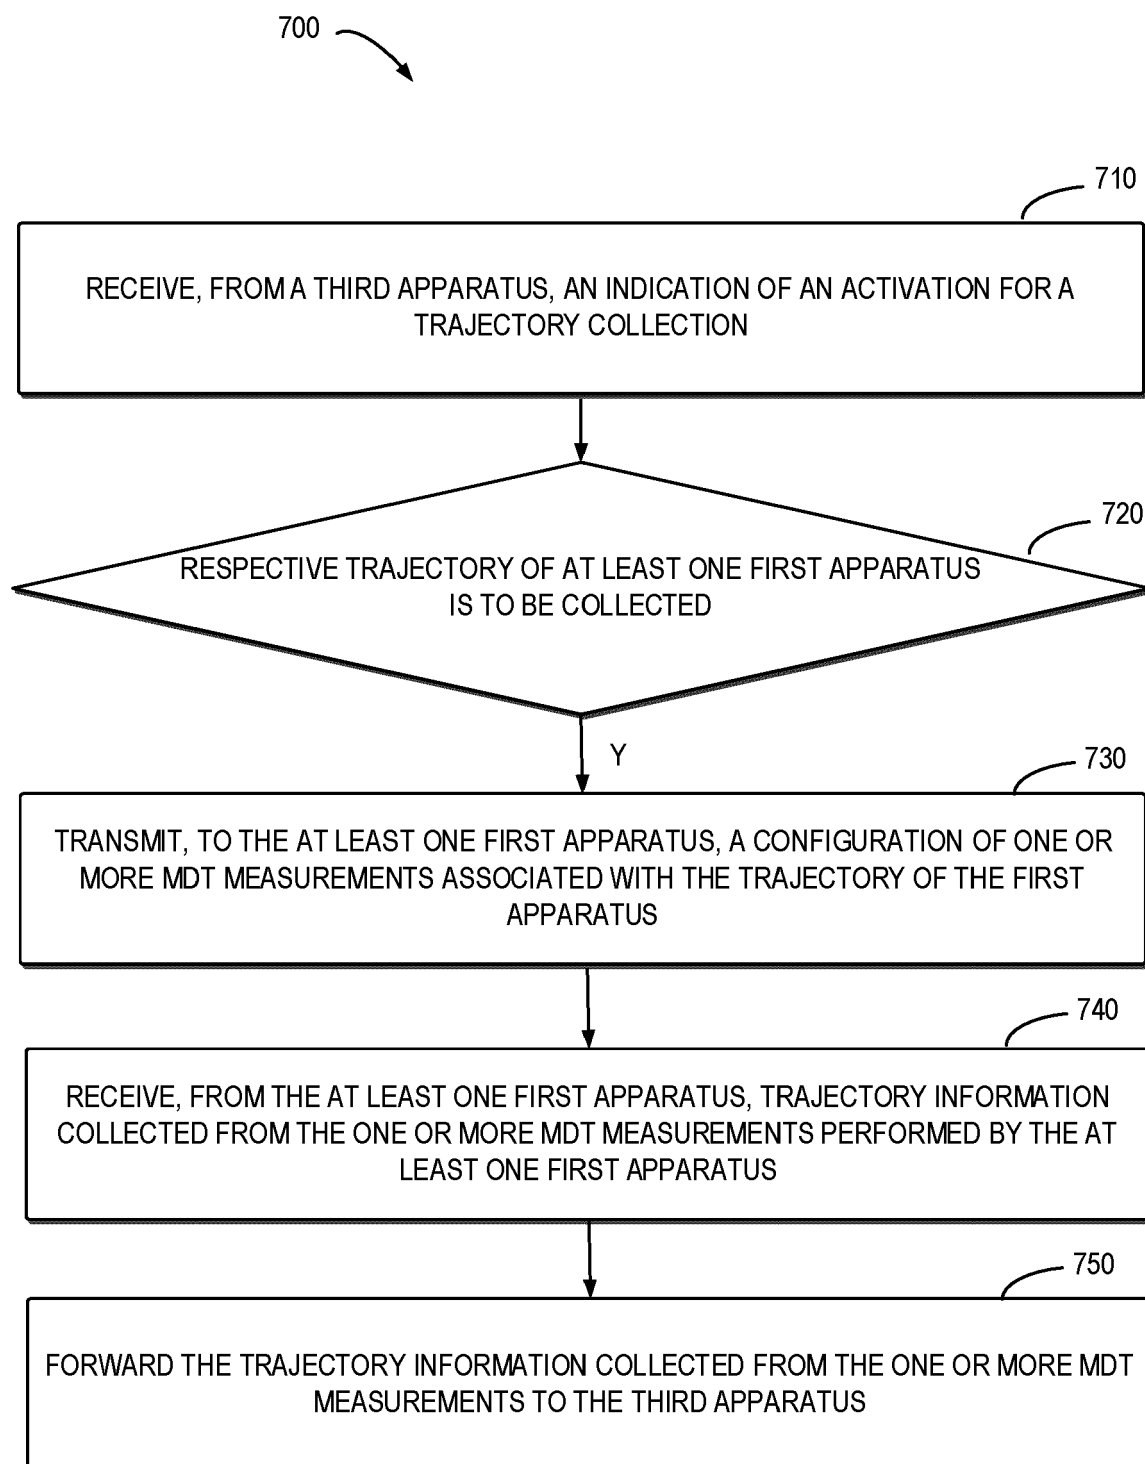 700
710
RECEIVE, FROM A THIRD APPARATUS, AN INDICATION OF AN ACTIVATION FOR A
TRAJECTORY COLLECTION
720
RESPECTIVE TRAJECTORY OF AT LEAST ONE FIRST APPARATUS
IS TO BE COLLECTED
Y
730
TRANSMIT, TO THE AT LEAST ONE FIRST APPARATUS, A CONFIGURATION OF ONE OR
MORE MDT MEASUREMENTS ASSOCIATED WITH THE TRAJECTORY OF THE FIRST
APPARATUS
740
RECEIVE, FROM THE AT LEAST ONE FIRST APPARATUS, TRAJECTORY INFORMATION
COLLECTED FROM THE ONE OR MORE MDT MEASUREMENTS PERFORMED BY THE AT
LEAST ONE FIRST APPARATUS
750
FORWARD THE TRAJECTORY INFORMATION COLLECTED FROM THE ONE OR MORE MDT
MEASUREMENTS TO THE THIRD APPARATUS